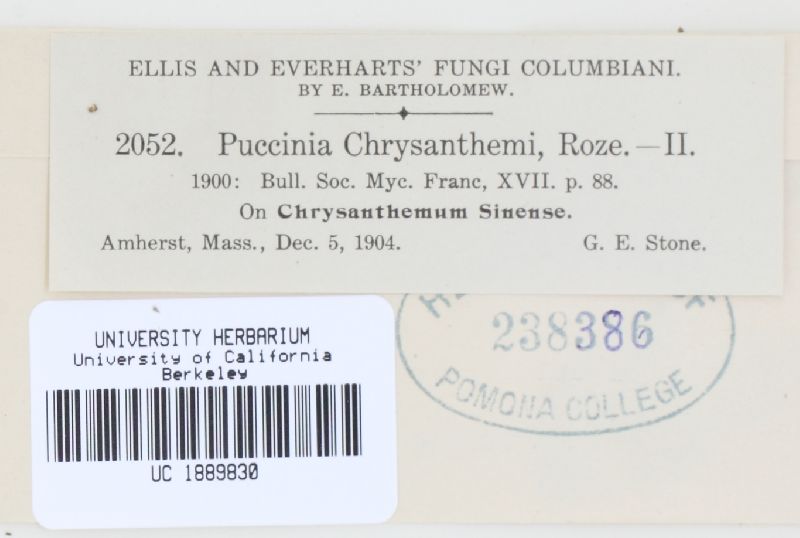 ELLIS AND EVERHARTS' FUNGI COLUMBIANI.
BY E. BARTHOLOMEW.
2052. Puccinia Chrysanthemi, Roze.—II.
1900: Bull. Soc. Myc. Franc, XVII. p. 88.
On Chrysanthemum Sinense.
Amherst, Mass., Dec. 5, 1904. G. E. Stone.
238386
POMONA COLLEGE
UNIVERSITY HERBARIUM
University of California
Berkeley
UC 1889830